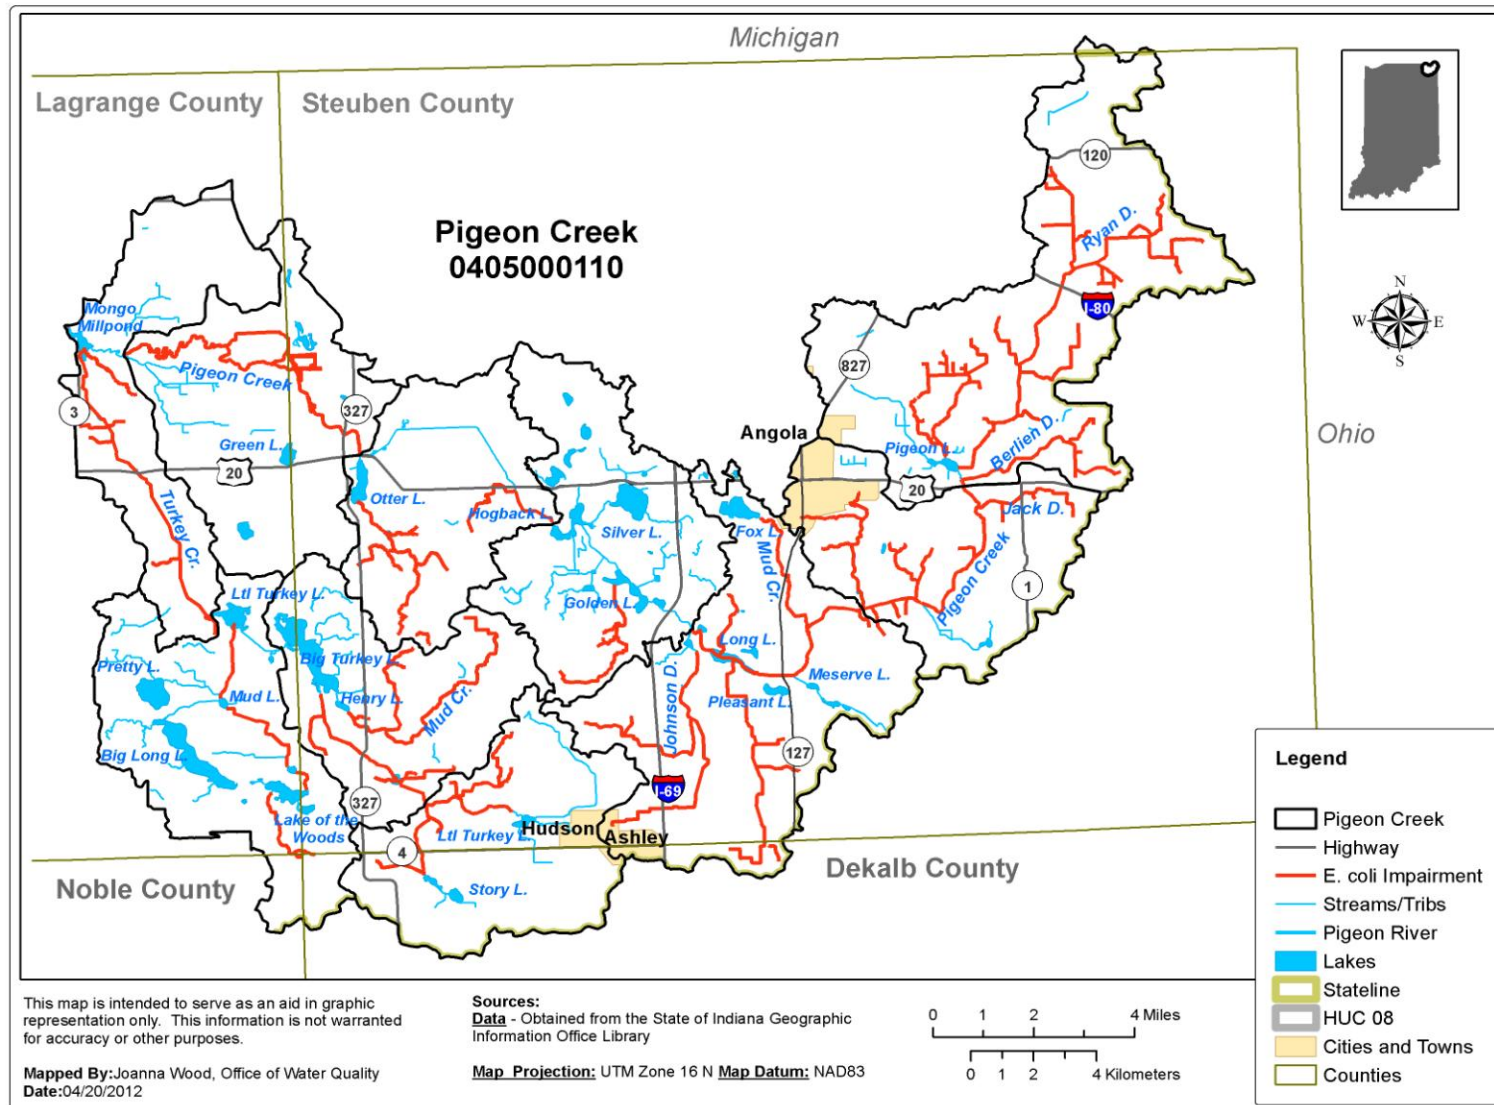 Michigan
Lagrange County
Steuben County
Pigeon Creek
0405000110
120
Ryan D.
I-80
N
W
E
S
Mongo
Millpond
Pigeon Creek
827
3
327
Green L.
20
Otter L.
Hogback L.
Silver L.
Angola
Pigeon L.
Berlien D.
Ohio
20
Jack D.
Fox L.
Mud Cr.
Turkey Cr.
Pigeon Creek
1
Ltl Turkey L.
Golden L.
Long L.
Pretty L.
Big Turkey L.
Mud L.
Henry L.
Mud Cr.
Johnson D.
Pleasant L.
Meserve L.
Big Long L.
127
I-69
327
Lake of the
Woods
4
Ltl Turkey L.
Hudson
Ashley
Noble County
Story L.
Dekalb County
Legend
Pigeon Creek
Highway
E. coli Impairment
Streams/Tribs
Pigeon River
Lakes
Stateline
HUC 08
Cities and Towns
Counties
This map is intended to serve as an aid in graphic
representation only. This information is not warranted
for accuracy or other purposes.
Mapped By:Joanna Wood, Office of Water Quality
Date:04/20/2012
Sources:
Data - Obtained from the State of Indiana Geographic
Information Office Library
Map Projection: UTM Zone 16 N Map Datum: NAD83
0 1 2 4 Miles
0 1 2 4 Kilometers